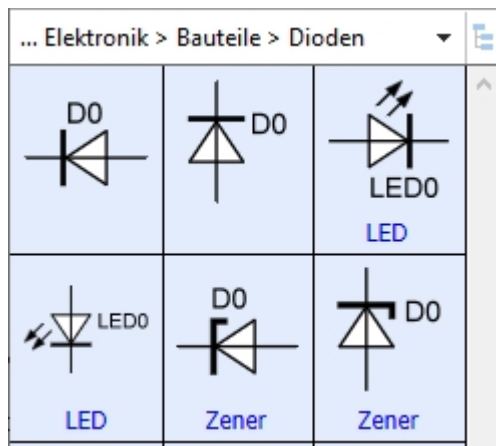 ... Elektronik > Bauteile > Dioden
D0
D0
LED0
LED
LED0
LED
D0
Zener
D0
Zener